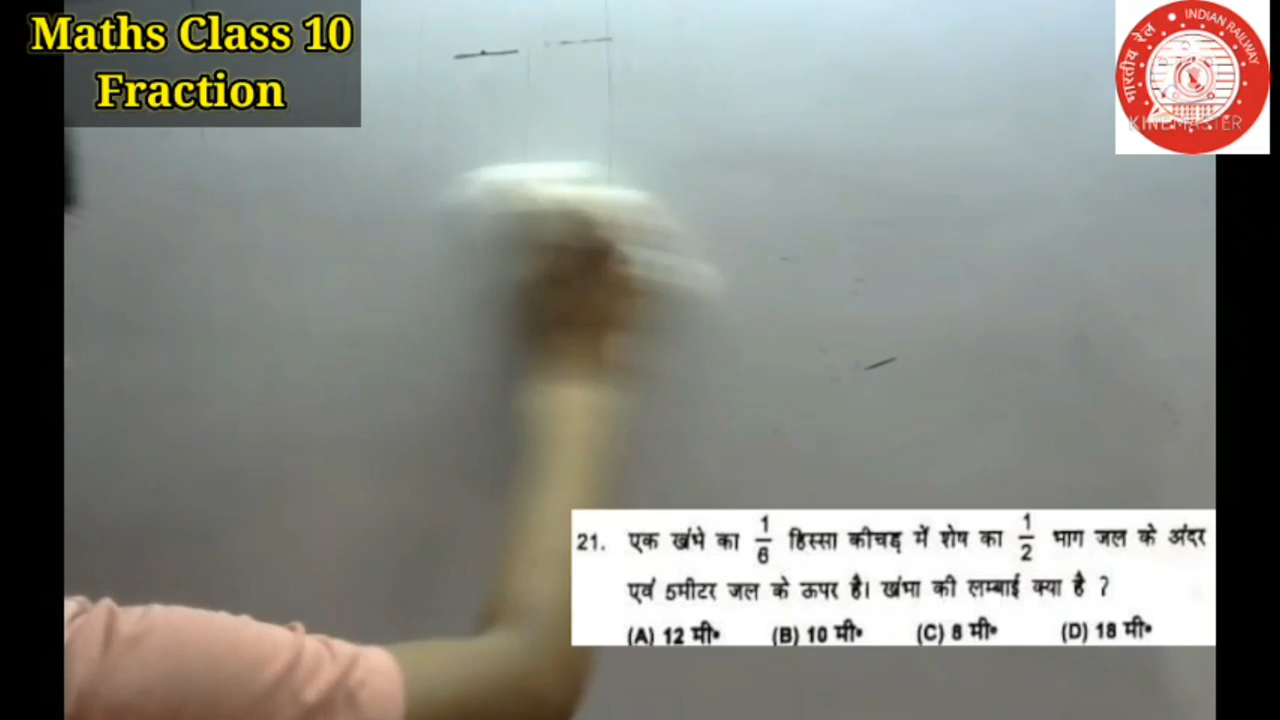 Maths Class 10
Fraction
भारतीय रेल
INDIAN RAILWAY
KINEMASTER
21. एक खंभे का 1/6 हिस्सा कीचड़ में शेष का 1/2 भाग जल के अंदर
एवं 5मीटर जल के ऊपर है। खंभा की लम्बाई क्या है ?
(A) 12 मी॰ (B) 10 मी॰ (C) 8 मी॰ (D) 18 मी॰